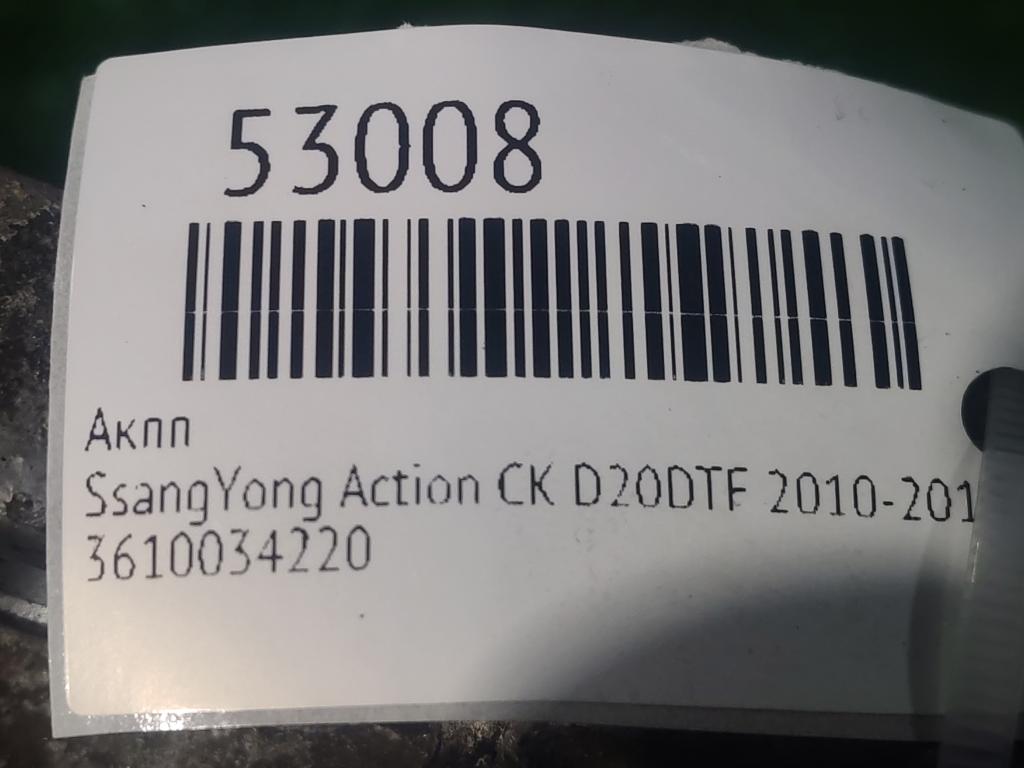 53008
Акпп
SsangYong Action CK D20DTF 2010-201
3610034220